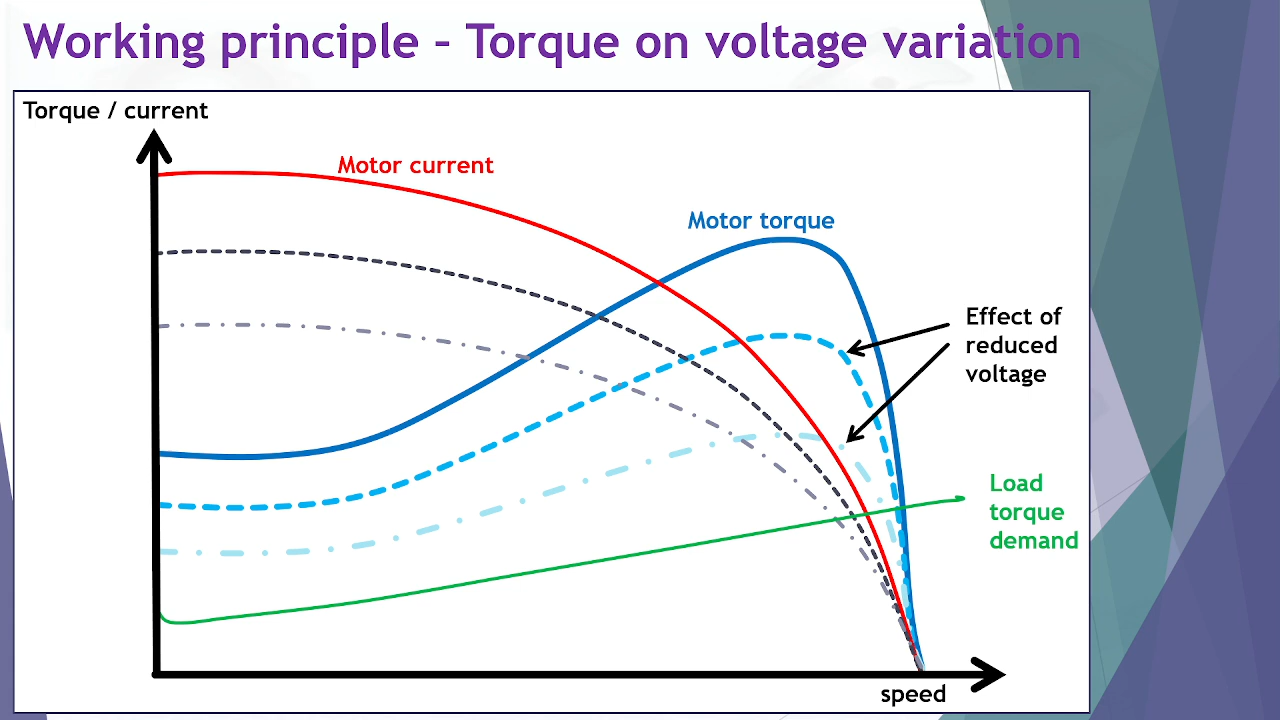 Working principle – Torque on voltage variation
Torque / current
Motor current
Motor torque
Effect of
reduced
voltage
Load
torque
demand
speed